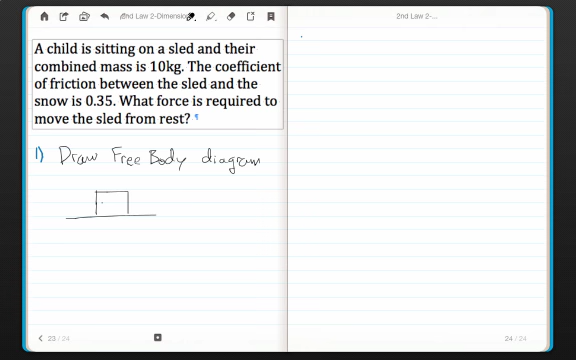 2nd Law 2-Dimension
2nd Law 2-...
A child is sitting on a sled and their
combined mass is 10kg. The coefficient
of friction between the sled and the
snow is 0.35. What force is required to
move the sled from rest? ¶
1) Draw Free Body diagram
23 / 24
24 / 24